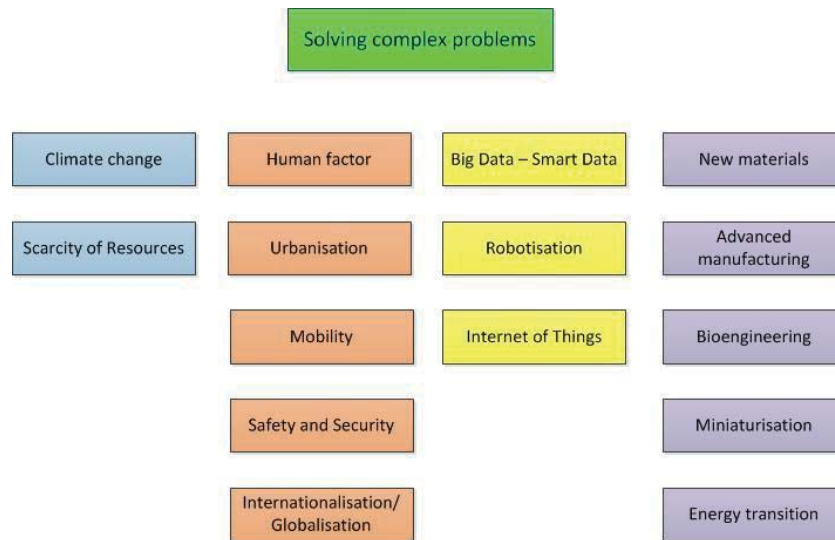 Solving complex problems
Climate change
Human factor
Big Data – Smart Data
New materials
Scarcity of Resources
Urbanisation
Robotisation
Advanced
manufacturing
Mobility
Internet of Things
Bioengineering
Safety and Security
Miniaturisation
Internationalisation/
Globalisation
Energy transition